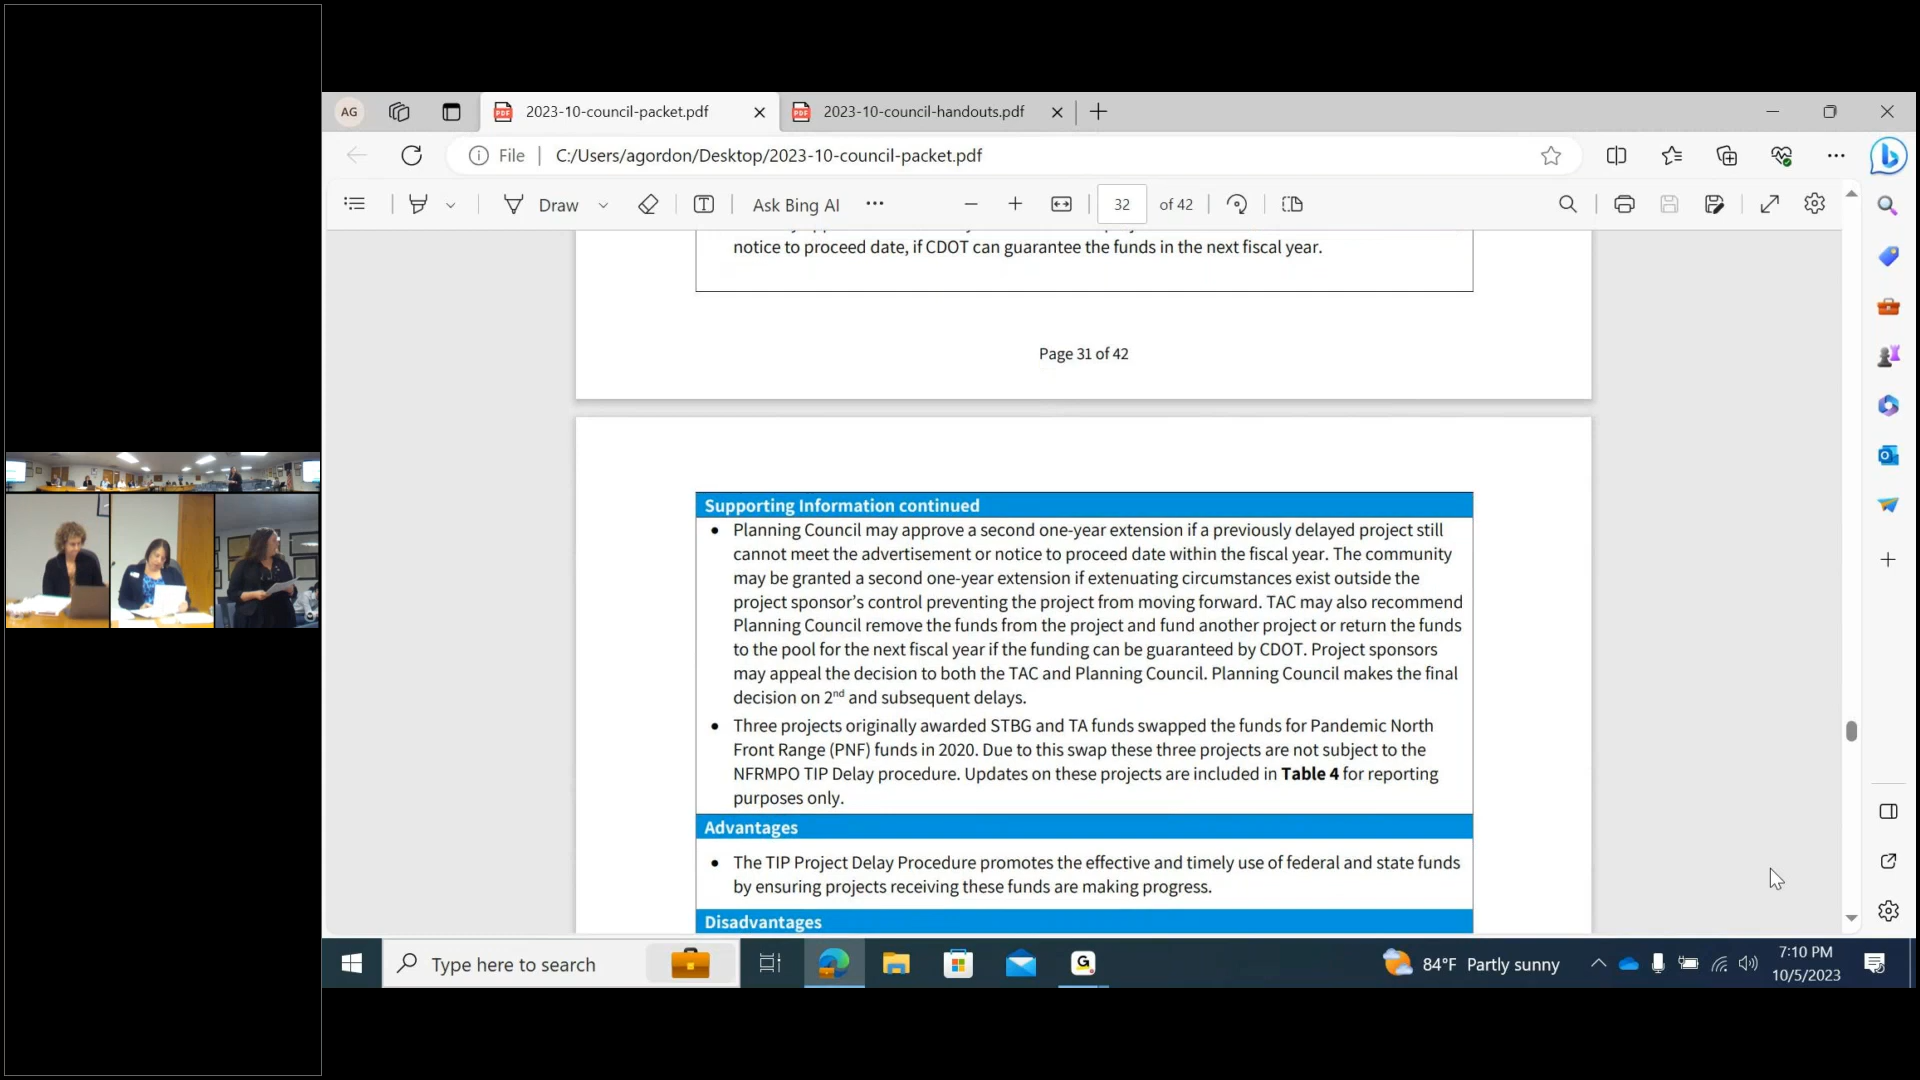 AG
2023-10-council-packet.pdf
2023-10-council-handouts.pdf
File
C:/Users/agordon/Desktop/2023-10-council-packet.pdf
Draw
Ask Bing AI
32 of 42
notice to proceed date, if CDOT can guarantee the funds in the next fiscal year.
Page 31 of 42
Supporting Information continued
• Planning Council may approve a second one-year extension if a previously delayed project still
cannot meet the advertisement or notice to proceed date within the fiscal year. The community
may be granted a second one-year extension if extenuating circumstances exist outside the
project sponsor's control preventing the project from moving forward. TAC may also recommend
Planning Council remove the funds from the project and fund another project or return the funds
to the pool for the next fiscal year if the funding can be guaranteed by CDOT. Project sponsors
may appeal the decision to both the TAC and Planning Council. Planning Council makes the final
decision on 2nd and subsequent delays.
• Three projects originally awarded STBG and TA funds swapped the funds for Pandemic North
Front Range (PNF) funds in 2020. Due to this swap these three projects are not subject to the
NFRMPO TIP Delay procedure. Updates on these projects are included in Table 4 for reporting
purposes only.
Advantages
• The TIP Project Delay Procedure promotes the effective and timely use of federal and state funds
by ensuring projects receiving these funds are making progress.
Disadvantages
Type here to search
84°F Partly sunny
7:10 PM
10/5/2023